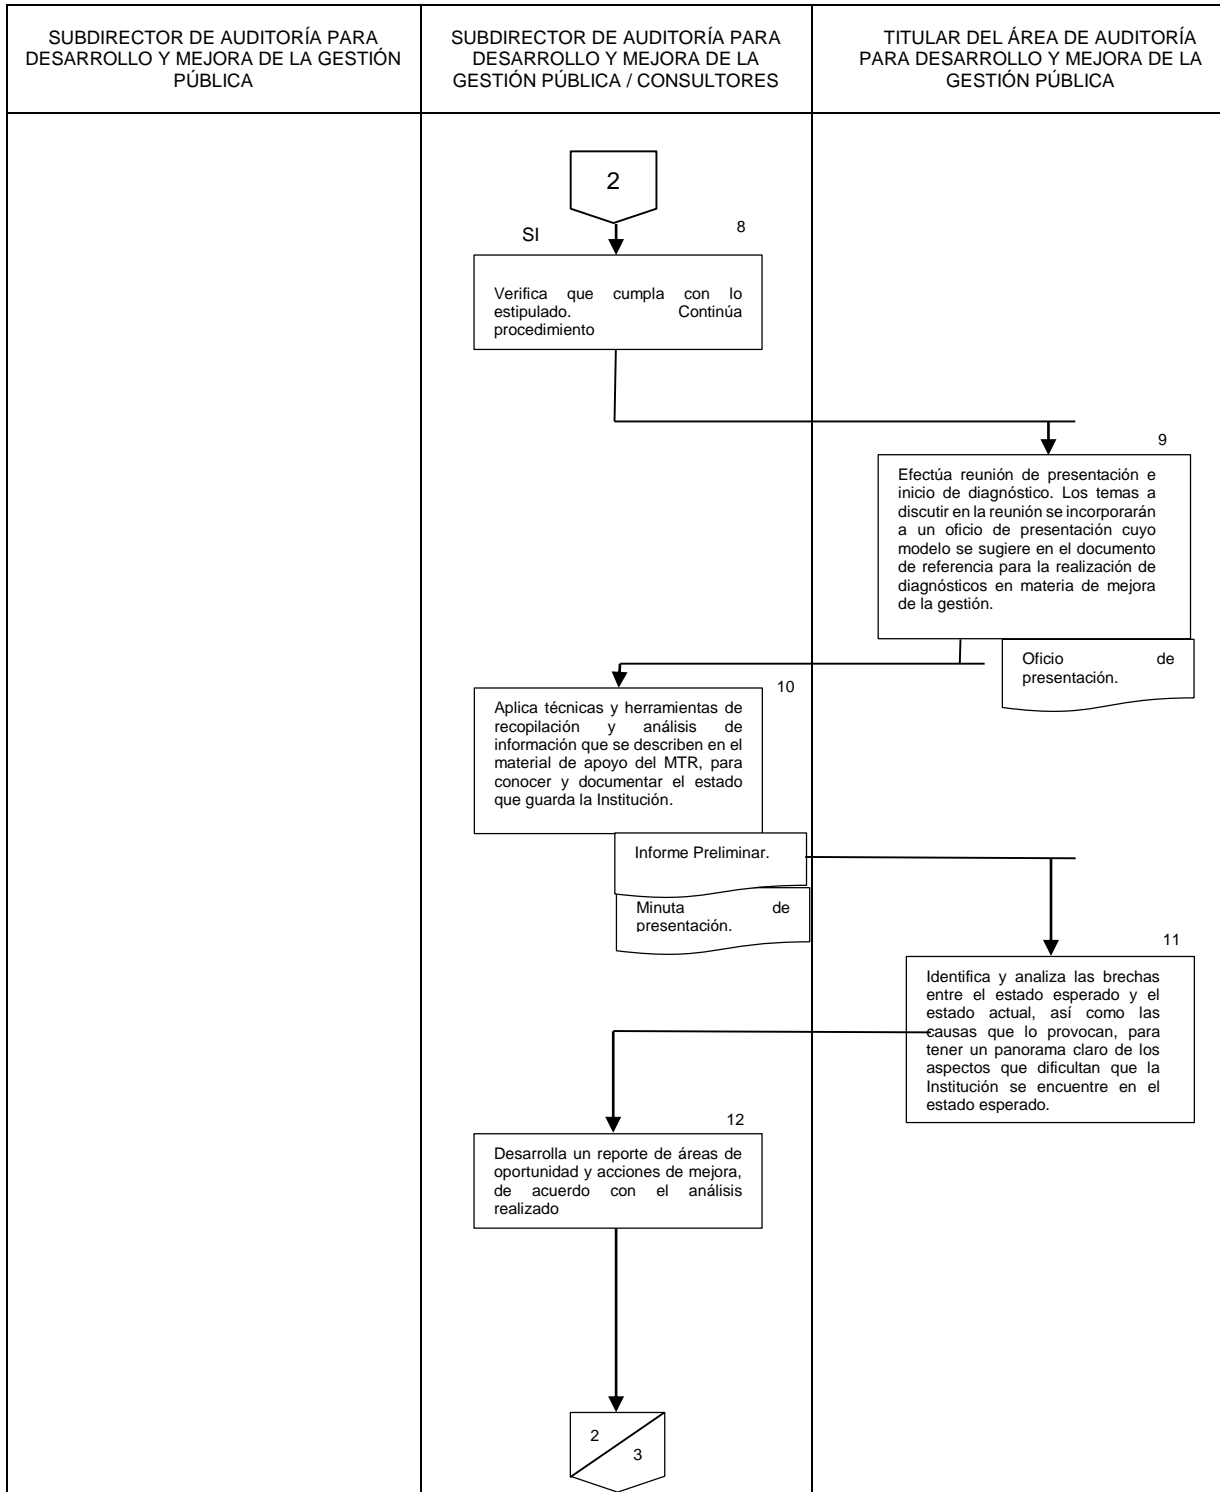 SUBDIRECTOR DE AUDITORÍA PARA
DESARROLLO Y MEJORA DE LA GESTIÓN
PÚBLICA
SUBDIRECTOR DE AUDITORÍA PARA
DESARROLLO Y MEJORA DE LA
GESTIÓN PÚBLICA / CONSULTORES
TITULAR DEL ÁREA DE AUDITORÍA
PARA DESARROLLO Y MEJORA DE LA
GESTIÓN PÚBLICA
2
SI
8
Verifica que cumpla con lo
estipulado. Continúa
procedimiento
9
Efectúa reunión de presentación e
inicio de diagnóstico. Los temas a
discutir en la reunión se incorporarán
a un oficio de presentación cuyo
modelo se sugiere en el documento
de referencia para la realización de
diagnósticos en materia de mejora
de la gestión.
Oficio de
presentación.
10
Aplica técnicas y herramientas de
recopilación y análisis de
información que se describen en el
material de apoyo del MTR, para
conocer y documentar el estado
que guarda la Institución.
Informe Preliminar.
Minuta de
presentación.
11
Identifica y analiza las brechas
entre el estado esperado y el
estado actual, así como las
causas que lo provocan, para
tener un panorama claro de los
aspectos que dificultan que la
Institución se encuentre en el
estado esperado.
12
Desarrolla un reporte de áreas de
oportunidad y acciones de mejora,
de acuerdo con el análisis
realizado
2
3